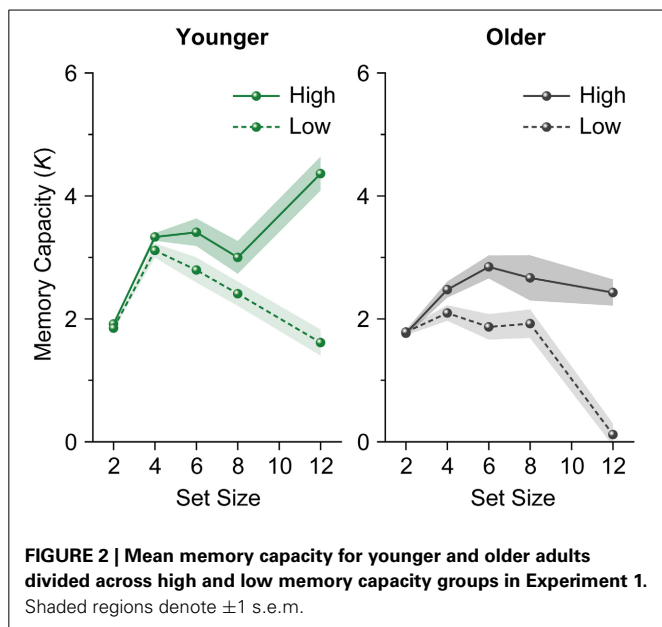 Younger
Older
6
4
2
0
Memory Capacity (K)
High
Low
2 4 6 8 10 12
Set Size
6
4
2
0
High
Low
2 4 6 8 10 12
Set Size
FIGURE 2 | Mean memory capacity for younger and older adults
divided across high and low memory capacity groups in Experiment 1.
Shaded regions denote ±1 s.e.m.